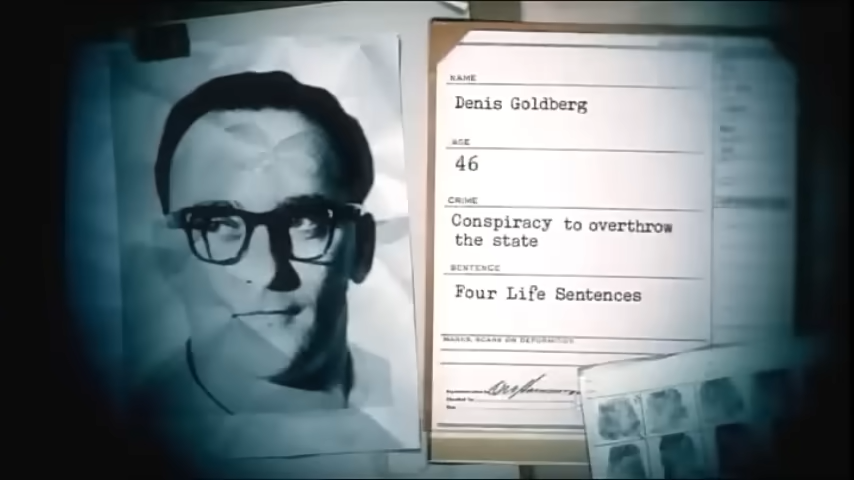 NAME
Denis Goldberg
AGE
46
CRIME
Conspiracy to overthrow
the state
SENTENCE
Four Life Sentences
MARKS, SCARS OR DEFORMITIES